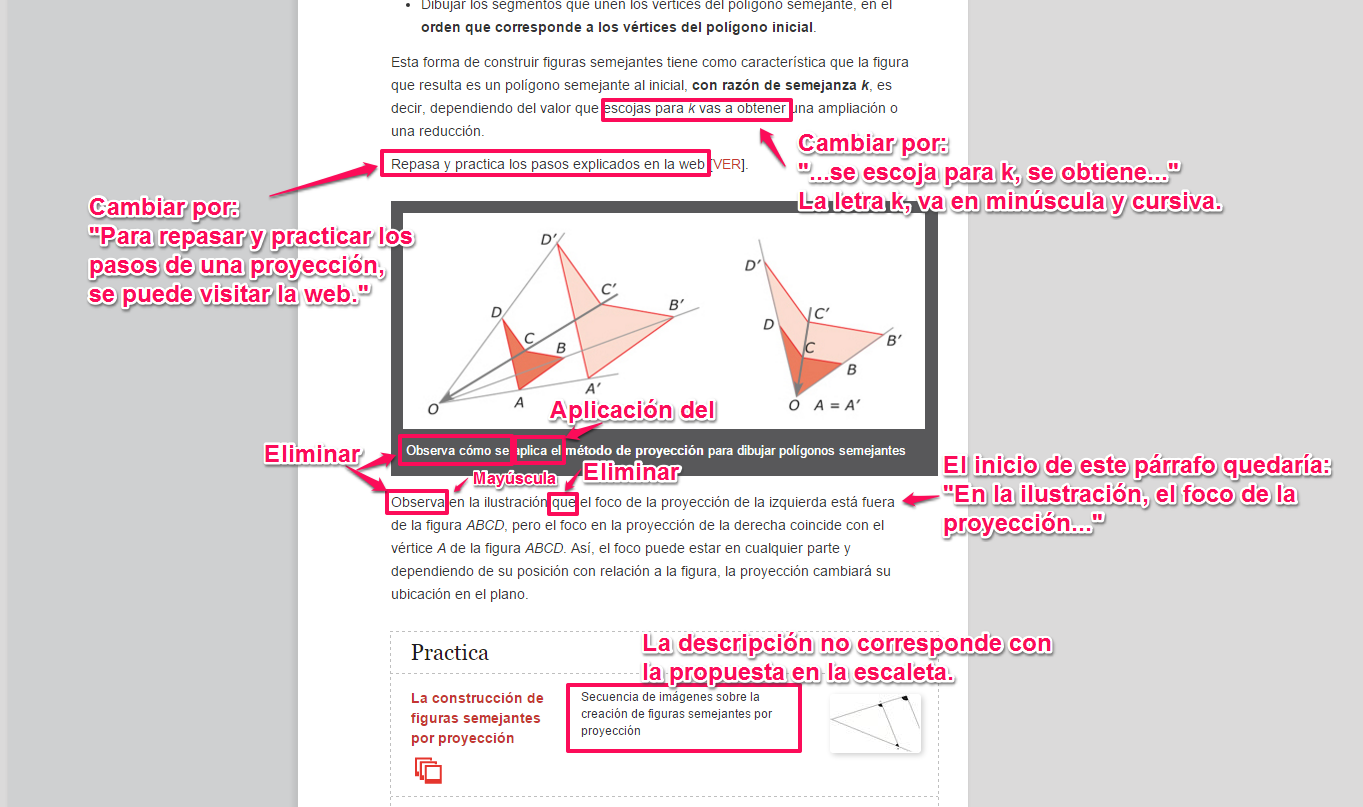 • Dibujar los segmentos que unen los vértices del polígono semejante, en el
orden que corresponde a los vértices del polígono inicial.
Esta forma de construir figuras semejantes tiene como característica que la figura
que resulta es un polígono semejante al inicial, con razón de semejanza k, es
decir, dependiendo del valor que escojas para k vas a obtener una ampliación o
una reducción.
Cambiar por:
"...se escoja para k, se obtiene..."
La letra k, va en minúscula y cursiva.
Repasa y practica los pasos explicados en la web [VER].
Cambiar por:
"Para repasar y practicar los
pasos de una proyección,
se puede visitar la web."
D'
C'
B'
D
C
B
A'
A
O
D'
C'
D
B'
C
B
O A = A'
Aplicación del
Eliminar
Observa cómo se aplica el método de proyección para dibujar polígonos semejantes
Mayúscula
Eliminar
Observa en la ilustración que el foco de la proyección de la izquierda está fuera
de la figura ABCD, pero el foco en la proyección de la derecha coincide con el
vértice A de la figura ABCD. Así, el foco puede estar en cualquier parte y
dependiendo de su posición con relación a la figura, la proyección cambiará su
ubicación en el plano.
El inicio de este párrafo quedaría:
"En la ilustración, el foco de la
proyección..."
Practica
La descripción no corresponde con
la propuesta en la escaleta.
La construcción de
figuras semejantes
por proyección
Secuencia de imágenes sobre la
creación de figuras semejantes por
proyección